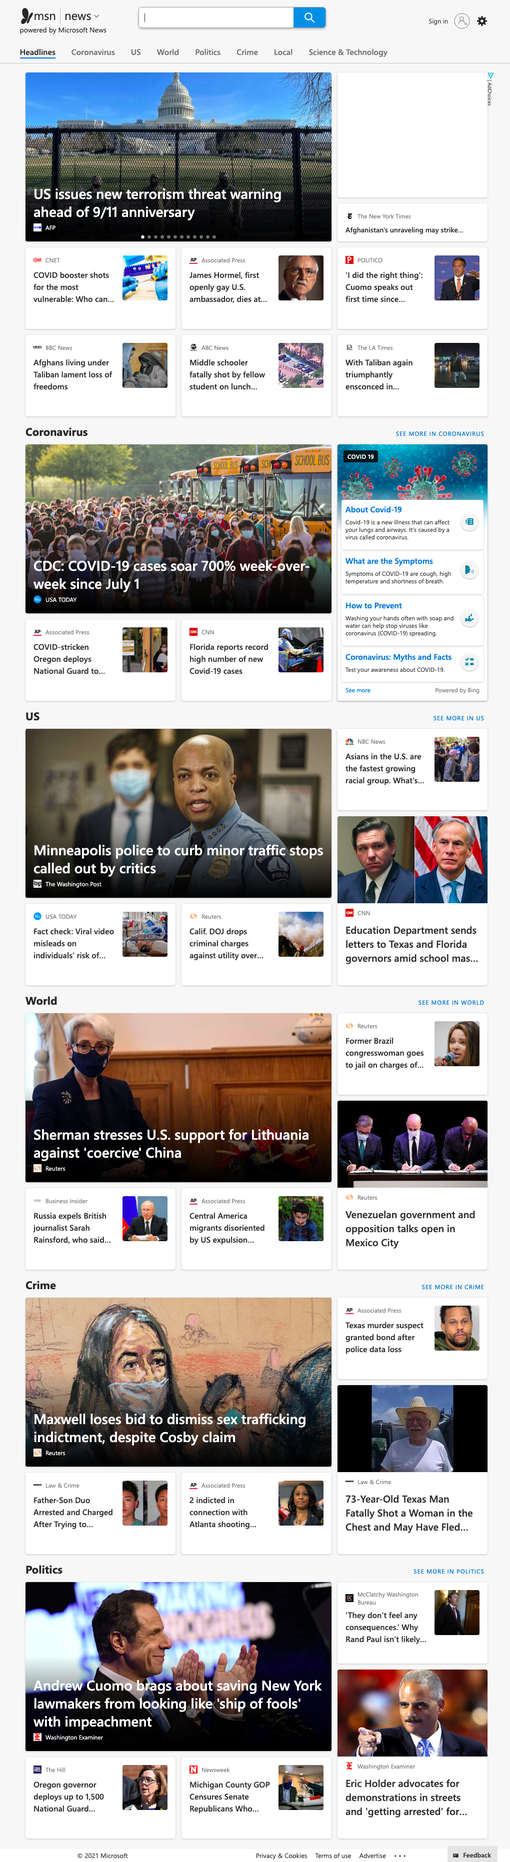 msn | news
powered by Microsoft News
Sign in
Headlines Coronavirus US World Politics Crime Local Science & Technology
US issues new terrorism threat warning
ahead of 9/11 anniversary
AFP
AdChoices
The New York Times
Afghanistan's unraveling may strike...
CNET
COVID booster shots
for the most
vulnerable: Who can...
Associated Press
James Hormel, first
openly gay U.S.
ambassador, dies at...
POLITICO
'I did the right thing':
Cuomo speaks out
first time since...
BBC News
Afghans living under
Taliban lament loss of
freedoms
ABC News
Middle schooler
fatally shot by fellow
student on lunch...
The LA Times
With Taliban again
triumphantly
ensconced in...
Coronavirus
SEE MORE IN CORONAVIRUS
SCHOOL BUS
SCHOOL BUS
CDC: COVID-19 cases soar 700% week-over-
week since July 1
USA TODAY
COVID 19
About Covid-19
Covid-19 is a new illness that can affect
your lungs and airways. It's caused by a
virus called coronavirus.
What are the Symptoms
Symptoms of COVID-19 are cough, high
temperature and shortness of breath.
How to Prevent
Washing your hands often with soap and
water can help stop viruses like
coronavirus (COVID-19) spreading.
Coronavirus: Myths and Facts
Test your awareness about COVID-19.
See more
Powered by Bing
Associated Press
COVID-stricken
Oregon deploys
National Guard to...
CNN
Florida reports record
high number of new
Covid-19 cases
US
SEE MORE IN US
Minneapolis police to curb minor traffic stops
called out by critics
The Washington Post
NBC News
Asians in the U.S. are
the fastest growing
racial group. What's...
CNN
Education Department sends
letters to Texas and Florida
governors amid school mas...
USA TODAY
Fact check: Viral video
misleads on
individuals' risk of...
Reuters
Calif. DOJ drops
criminal charges
against utility over...
World
SEE MORE IN WORLD
Sherman stresses U.S. support for Lithuania
against 'coercive' China
Reuters
Reuters
Former Brazil
congresswoman goes
to jail on charges of...
Reuters
Venezuelan government and
opposition talks open in
Mexico City
Business Insider
Russia expels British
journalist Sarah
Rainsford, who said...
Associated Press
Central America
migrants disoriented
by US expulsion...
Crime
SEE MORE IN CRIME
Maxwell loses bid to dismiss sex trafficking
indictment, despite Cosby claim
Reuters
Associated Press
Texas murder suspect
granted bond after
police data loss
Law & Crime
73-Year-Old Texas Man
Fatally Shot a Woman in the
Chest and May Have Fled...
Law & Crime
Father-Son Duo
Arrested and Charged
After Trying to...
Associated Press
2 indicted in
connection with
Atlanta shooting...
Politics
SEE MORE IN POLITICS
Andrew Cuomo brags about saving New York
lawmakers from looking like 'ship of fools'
with impeachment
Washington Examiner
McClatchy Washington
Bureau
'They don't feel any
consequences.' Why
Rand Paul isn't likely...
Washington Examiner
Eric Holder advocates for
demonstrations in streets
and 'getting arrested' for...
The Hill
Oregon governor
deploys up to 1,500
National Guard...
Newsweek
Michigan County GOP
Censures Senate
Republicans Who...
© 2021 Microsoft
Privacy & Cookies Terms of use Advertise ...
Feedback